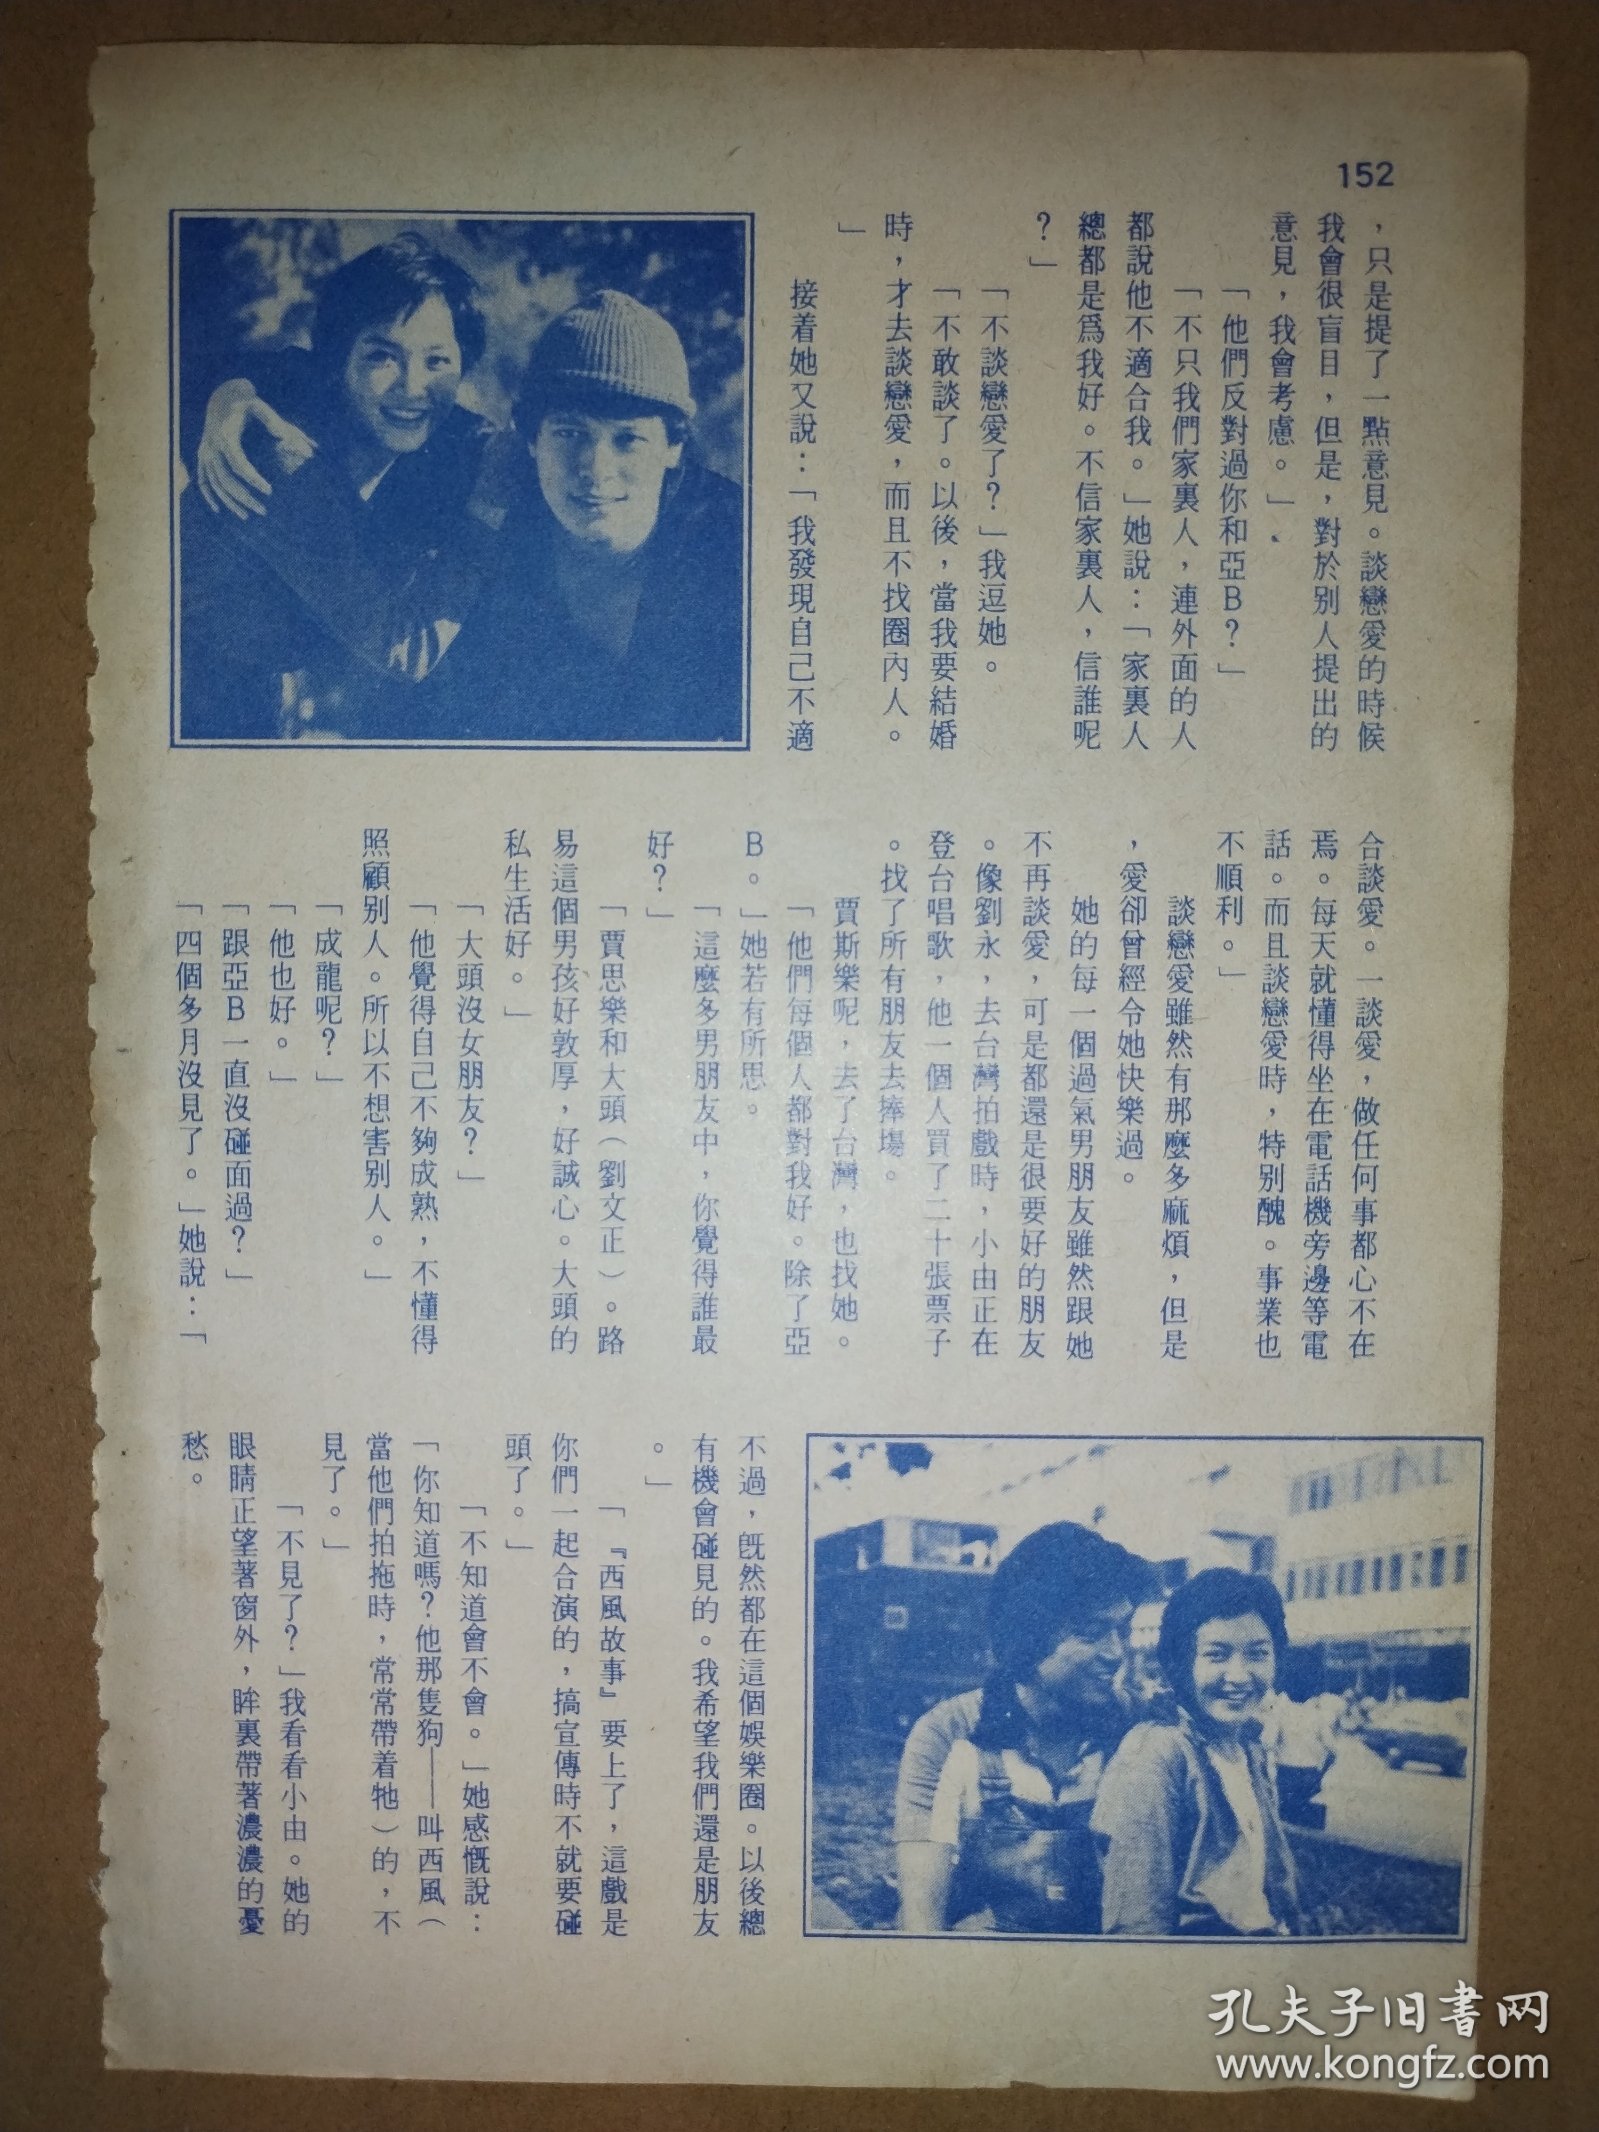 152
，只是提了一點意見。談戀愛的時候
我會很盲目，但是，對於别人提出的
意見，我會考慮。」
「他們反對過你和亞B？」
「不只我們家裏人，連外面的人
都說他不適合我。」她說：「家裏人
總都是爲我好。不信家裏人，信誰呢
？」
「不談戀愛了？」我逗她。
「不敢談了。以後，當我要結婚
時，才去談戀愛，而且不找圈內人。
」
接着她又說：「我發現自己不適
合談愛。一談愛，做任何事都心不在
焉。每天就懂得坐在電話機旁邊等電
話。而且談戀愛時，特别醜。事業也
不順利。」
談戀愛雖然有那麼多麻煩，但是
，愛卻曾經令她快樂過。
她的每一個過氣男朋友雖然跟她
不再談愛，可是都還是很要好的朋友
。像劉永，去台灣拍戲時，小由正在
登台唱歌，他一個人買了二十張票子
。找了所有朋友去捧場。
賈斯樂呢，去了台灣，也找她。
「他們每個人都對我好。除了亞
B。」她若有所思。
「這麼多男朋友中，你覺得誰最
好？」
「賈思樂和大頭（劉文正）。路
易這個男孩好敦厚，好誠心。大頭的
私生活好。」
「大頭沒女朋友？」
「他覺得自己不夠成熟，不懂得
照顧别人。所以不想害别人。」
「成龍呢？」
「他也好。」
「跟亞B一直沒碰面過？」
「四個多月沒見了。」她說：「
不過，既然都在這個娛樂圈。以後總
有機會碰見的。我希望我們還是朋友
。」
「『西風故事』要上了，這戲是
你們一起合演的，搞宣傳時不就要碰
頭了。」
「不知道會不會。」她感慨說：
「你知道嗎？他那隻狗——叫西風（
當他們拍拖時，常常帶着牠）的，不
見了。」
「不見了？」我看看小由。她的
眼睛正望著窗外，眸裏帶著濃濃的憂
愁。
孔夫子旧書网
www.kongfz.com